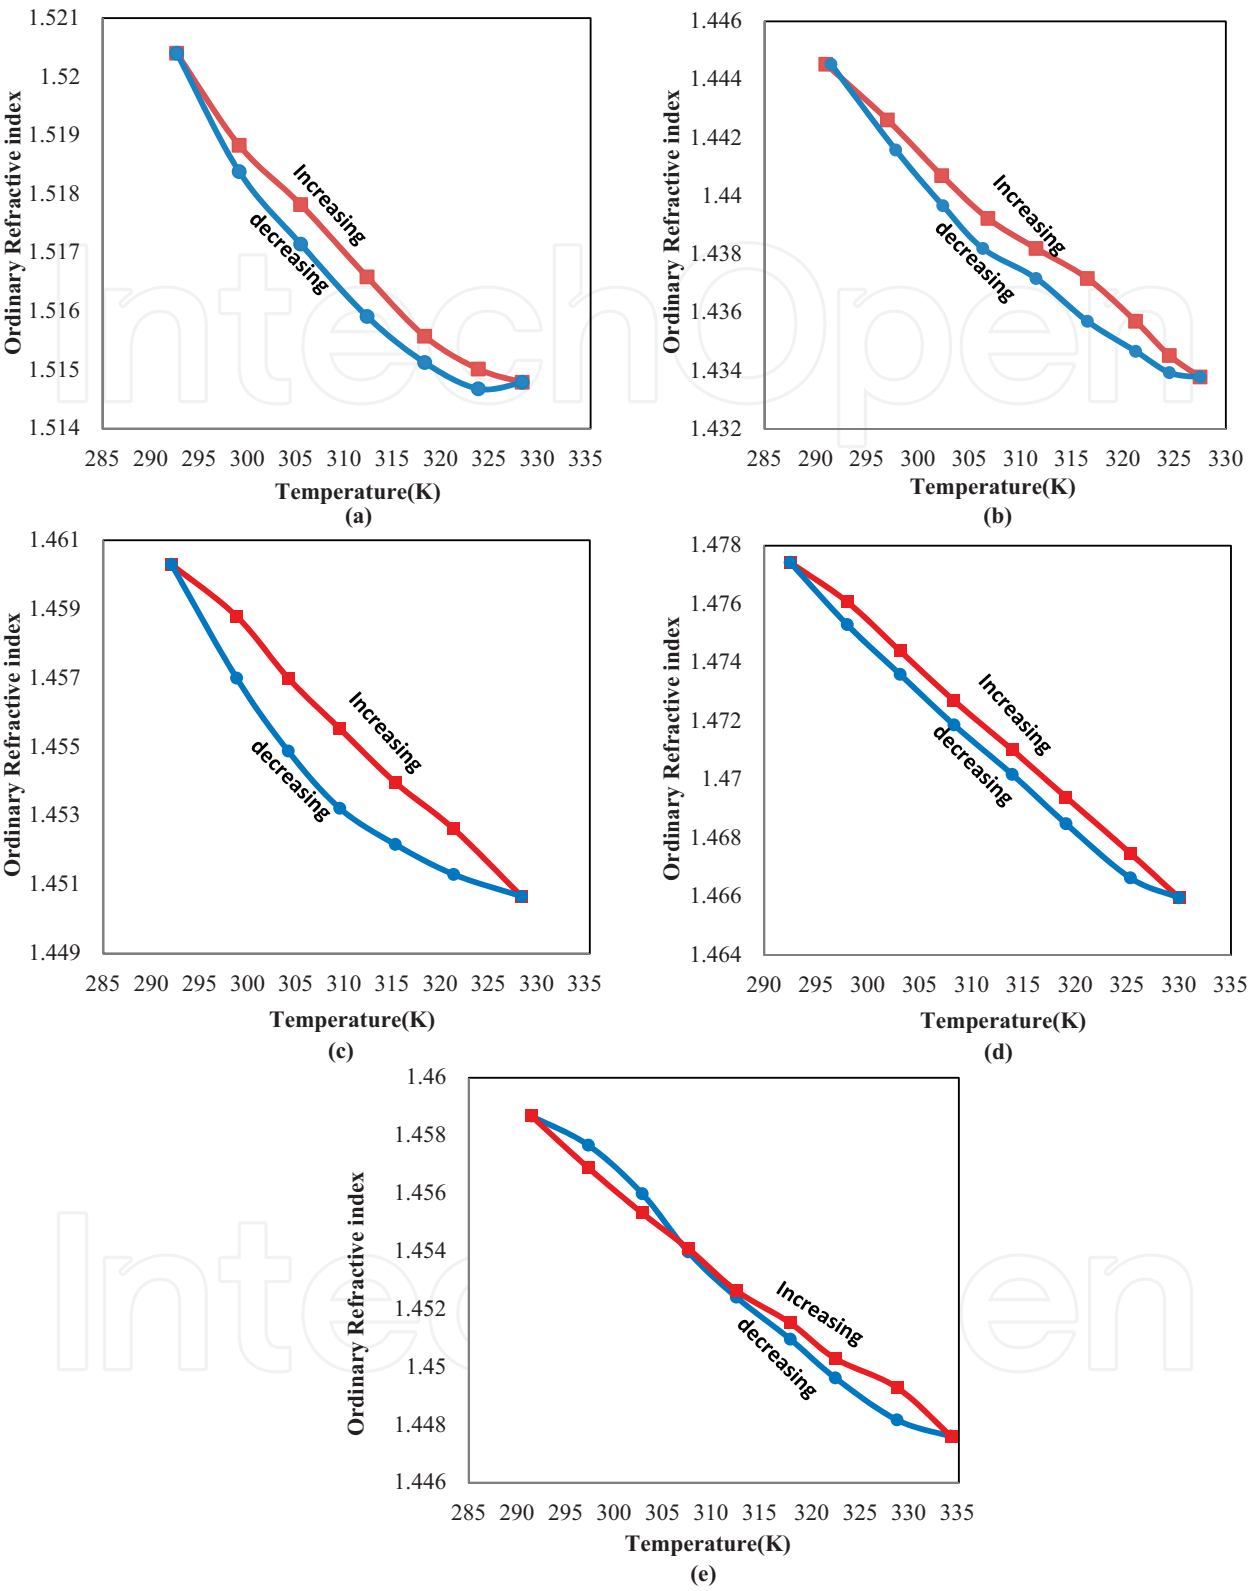 1.521
1.52
1.519
1.518
1.517
1.516
1.515
1.514
Ordinary Refractive index
Increasing
decreasing
285 290 295 300 305 310 315 320 325 330 335
Temperature(K)
(a)
1.446
1.444
1.442
1.44
1.438
1.436
1.434
1.432
Ordinary Refractive index
Increasing
decreasing
285 290 295 300 305 310 315 320 325 330
Temperature(K)
(b)
1.461
1.459
1.457
1.455
1.453
1.451
1.449
Ordinary Refractive index
Increasing
decreasing
285 290 295 300 305 310 315 320 325 330 335
Temperature(K)
(c)
1.478
1.476
1.474
1.472
1.47
1.468
1.466
1.464
Ordinary Refractive index
Increasing
decreasing
290 295 300 305 310 315 320 325 330 335
Temperature(K)
(d)
1.46
1.458
1.456
1.454
1.452
1.45
1.448
1.446
Ordinary Refractive index
Increasing
decreasing
285 290 295 300 305 310 315 320 325 330 335
Temperature(K)
(e)
IntechOpen
IntechOpen